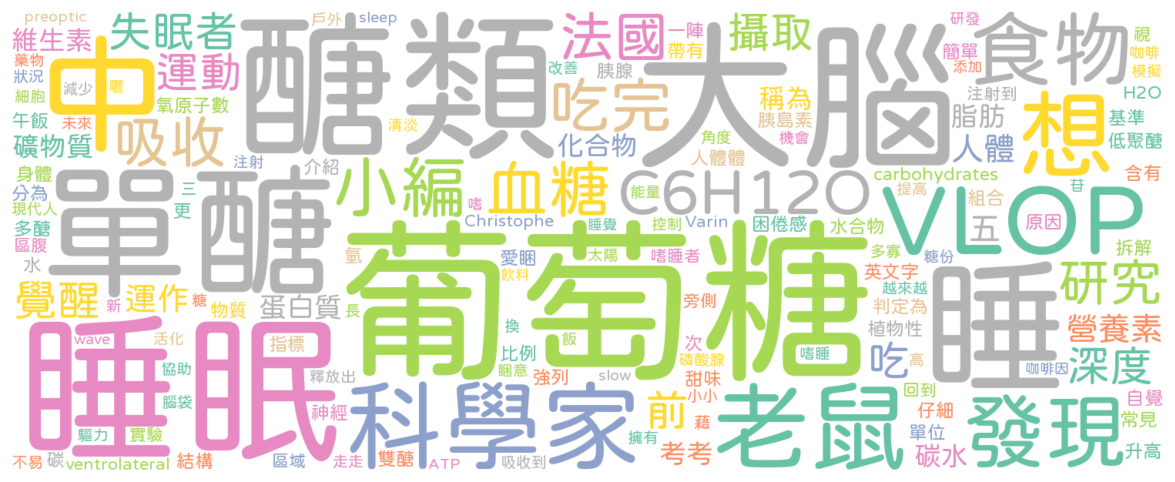 preoptic 戶外 sleep 一陣 研發 視
維生素 失眠者 醣類 法國 攝取 帶有 簡單 食物 咖啡
藥物 中 運動 改善 胰腺 大腦 添加 模擬
狀況 減少 曬 吃完 稱為 注射到 H2O
細胞 氧原子數 胰島素 脂肪 想 基準
午飯 未來 吸收 清淡 化合物 角度 機會 人體 低聚醣
礦物質 注射 介紹 小編 血糖 人體體 carbohydrates 含有
身體 單醣 能量 C6H12O 提高 組合 苷
分為 三 嗜 Christophe 睡覺 控制 Varin 困倦感 水合物 VLOP 五 原因
現代人 更
多醣
區腹 葡萄糖 愛睏 太陽 嗜睡者 多寡 糖份 拆解
水 氫 飲料 英文字 越來越 睡 研究
覺醒 新 運作 糖 物質 蛋白質 長 旁側 判定為
wave 活化 指標 換 飯 次 植物性 營養素
睡眠 協助 比例 磷酸腺 嗜睡 吃 高 咖啡因 深度
釋放出 睏意 強列 slow 甜味
腦袋 神經 科學家 前 小小 老鼠 回到 發現 自覺
驅力 實驗 擁有 藉 仔細 常見
單位
不易 碳 ventrolateral 結構 區域 走走 雙醣 ATP 吸收到 考考 碳水 升高